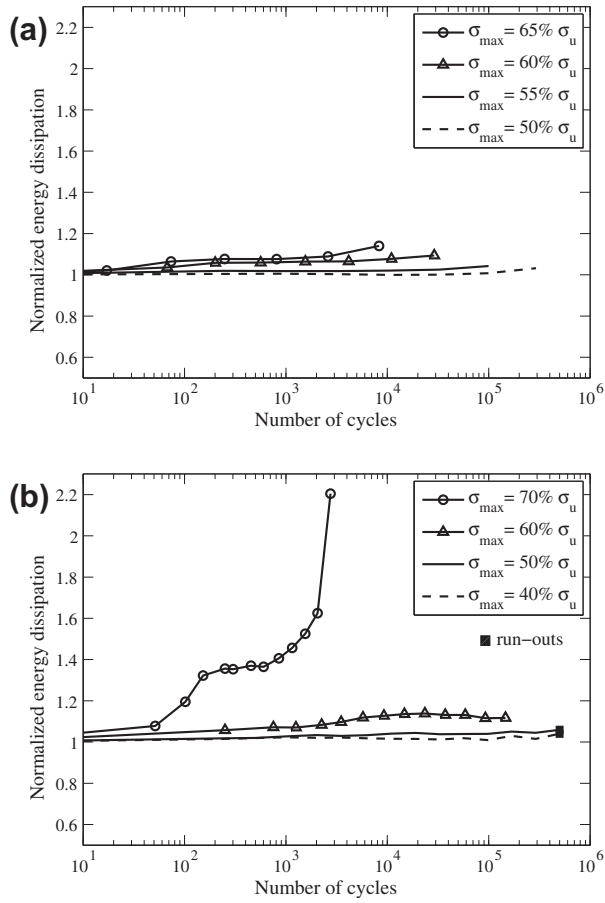 (a)
2.2
2
1.8
1.6
1.4
1.2
1
0.8
0.6
Normalized energy dissipation
σmax= 65% σu
σmax= 60% σu
σmax= 55% σu
σmax= 50% σu
10^1 10^2 10^3 10^4 10^5 10^6
Number of cycles
(b)
2.2
2
1.8
1.6
1.4
1.2
1
0.8
0.6
Normalized energy dissipation
σmax= 70% σu
σmax= 60% σu
σmax= 50% σu
σmax= 40% σu
run−outs
10^1 10^2 10^3 10^4 10^5 10^6
Number of cycles